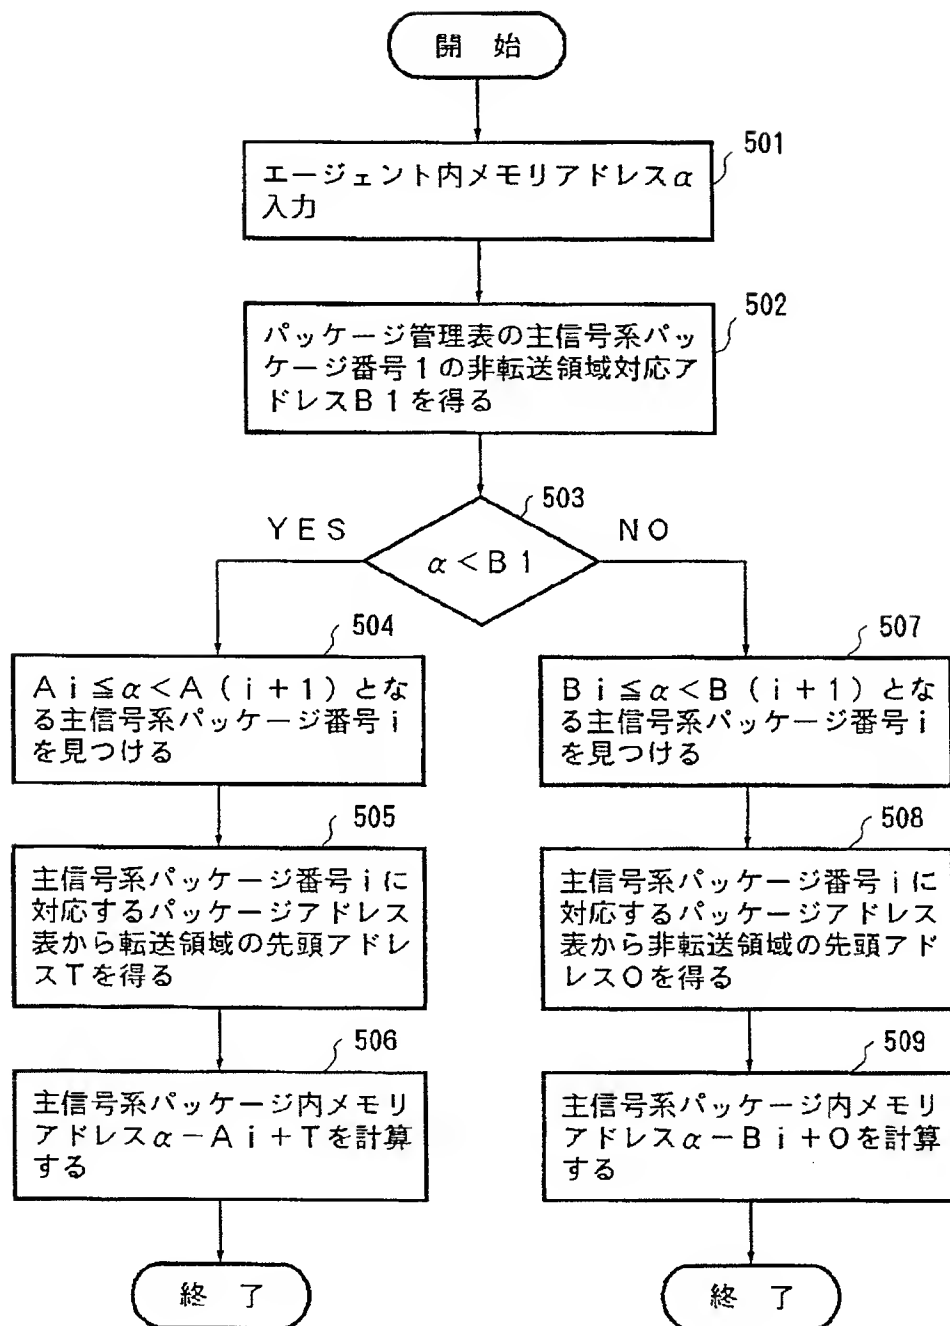 開 始
501
エージェント内メモリアドレスα
入力
502
パッケージ管理表の主信号系パッ
ケージ番号1の非転送領域対応ア
ドレスB1を得る
503
YES
NO
α<B1
504
Ai≦α<A(i+1)とな
る主信号系パッケージ番号i
を見つける
505
主信号系パッケージ番号iに
対応するパッケージアドレス
表から転送領域の先頭アドレ
スTを得る
506
主信号系パッケージ内メモリ
アドレスα-Ai+Tを計算
する
終 了
507
Bi≦α<B(i+1)とな
る主信号系パッケージ番号i
を見つける
508
主信号系パッケージ番号iに
対応するパッケージアドレス
表から非転送領域の先頭アド
レスOを得る
509
主信号系パッケージ内メモリ
アドレスα-Bi+Oを計算
する
終 了